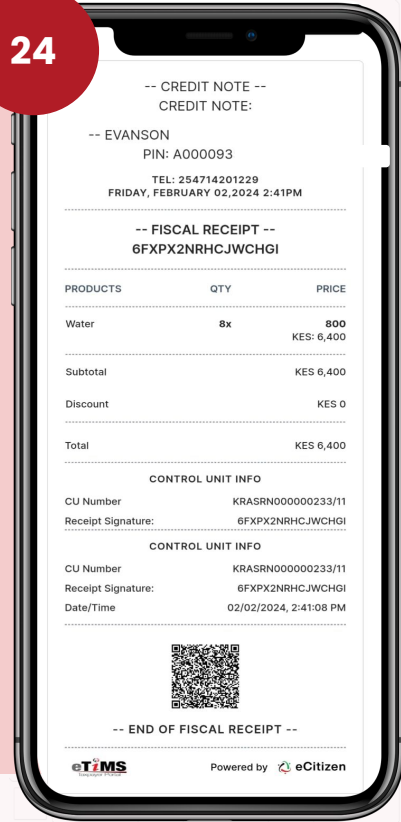 24
-- CREDIT NOTE --
CREDIT NOTE:
-- EVANSON
PIN: A000093
TEL: 254714201229
FRIDAY, FEBRUARY 02,2024 2:41PM
-- FISCAL RECEIPT --
6FXPX2NRHCJWCHGI
PRODUCTS QTY PRICE
Water 8x 800
KES: 6,400
Subtotal KES 6,400
Discount KES 0
Total KES 6,400
CONTROL UNIT INFO
CU Number KRASRN000000233/11
Receipt Signature: 6FXPX2NRHCJWCHGI
CONTROL UNIT INFO
CU Number KRASRN000000233/11
Receipt Signature: 6FXPX2NRHCJWCHGI
Date/Time 02/02/2024, 2:41:08 PM
-- END OF FISCAL RECEIPT --
eTiMS Powered by eCitizen
Taxpayer Portal